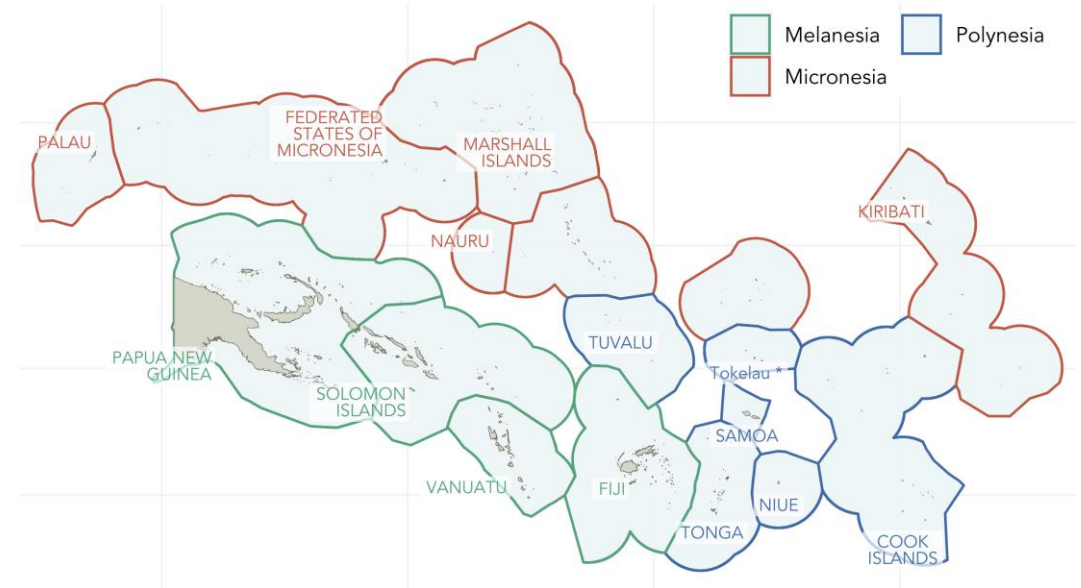 Melanesia
Polynesia
Micronesia
FEDERATED
STATES OF
MICRONESIA
PALAU
MARSHALL
ISLANDS
KIRIBATI
NAURU
TUVALU
PAPUA NEW
GUINEA
Tokelau *
SOLOMON
ISLANDS
SAMOA
VANUATU
FIJI
NIUE
TONGA
COOK
ISLANDS